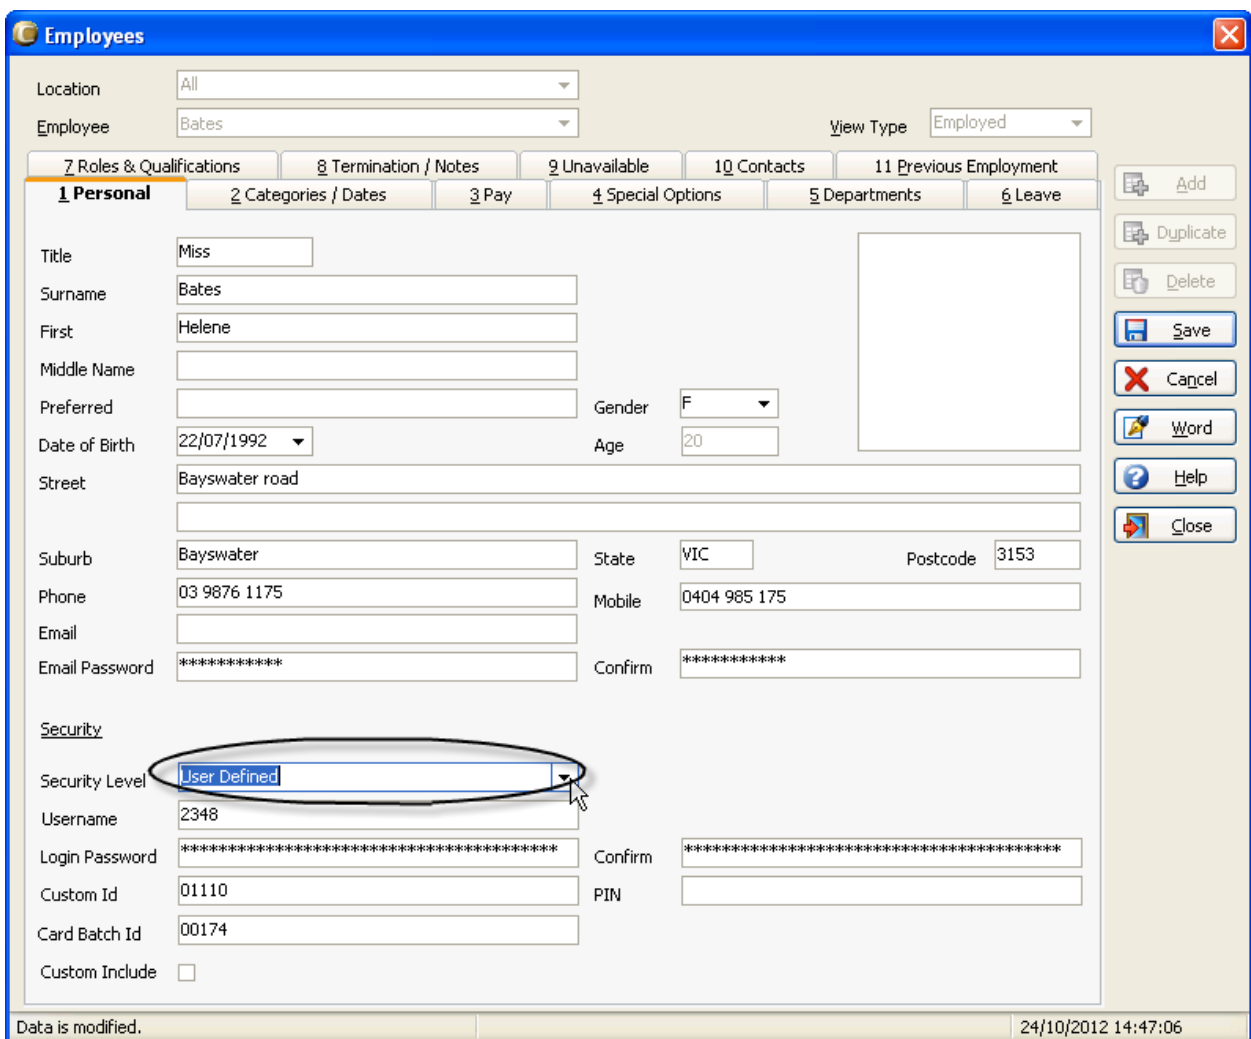 Employees
Location All
Employee Bates View Type Employed
7 Roles & Qualifications 8 Termination / Notes 9 Unavailable 10 Contacts 11 Previous Employment
1 Personal 2 Categories / Dates 3 Pay 4 Special Options 5 Departments 6 Leave
Add
Duplicate
Delete
Save
Cancel
Word
Help
Close
Title Miss
Surname Bates
First Helene
Middle Name
Preferred Gender F
Date of Birth 22/07/1992 Age 20
Street Bayswater road
Suburb Bayswater State VIC Postcode 3153
Phone 03 9876 1175 Mobile 0404 985 175
Email
Email Password *********** Confirm ***********
Security
Security Level User Defined
Username 2348
Login Password **************************************** Confirm ****************************************
Custom Id 01110 PIN
Card Batch Id 00174
Custom Include
Data is modified. 24/10/2012 14:47:06